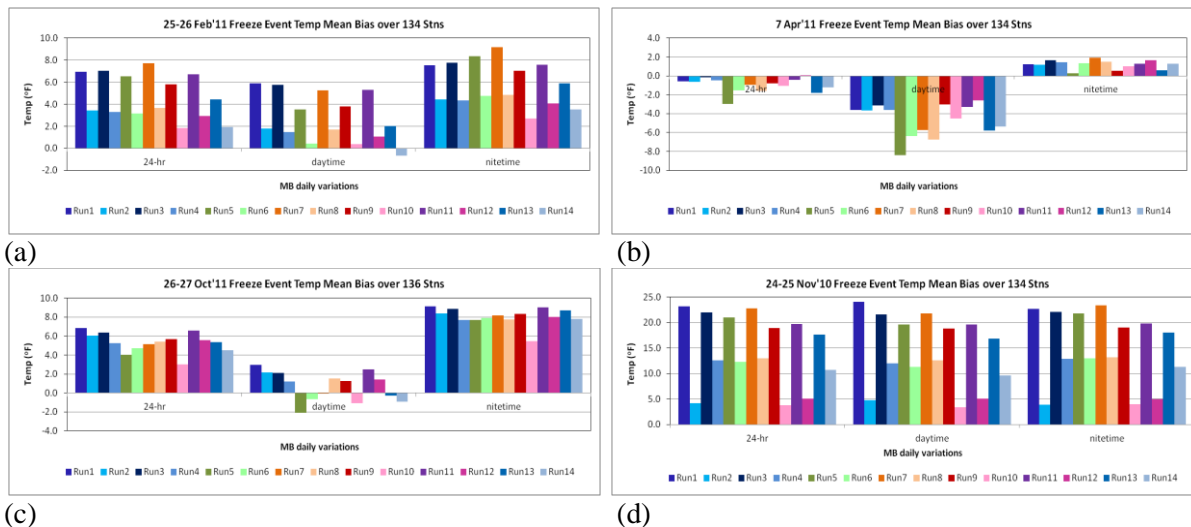 25-26 Feb'11 Freeze Event Temp Mean Bias over 134 Stns
10.0
8.0
6.0
4.0
2.0
0.0
-2.0
Temp (°F)
24-hr daytime nitetime
MB daily variations
Run1 Run2 Run3 Run4 Run5 Run6 Run7 Run8 Run9 Run10 Run11 Run12 Run13 Run14
(a)
7 Apr'11 Freeze Event Temp Mean Bias over 134 Stns
4.0
2.0
0.0
-2.0
-4.0
-6.0
-8.0
-10.0
Temp (°F)
24-hr daytime nitetime
MB daily variations
Run1 Run2 Run3 Run4 Run5 Run6 Run7 Run8 Run9 Run10 Run11 Run12 Run13 Run14
(b)
26-27 Oct'11 Freeze Event Temp Mean Bias over 136 Stns
10.0
8.0
6.0
4.0
2.0
0.0
-2.0
-4.0
Temp (°F)
24-hr daytime nitetime
MB daily variations
Run1 Run2 Run3 Run4 Run5 Run6 Run7 Run8 Run9 Run10 Run11 Run12 Run13 Run14
(c)
24-25 Nov'10 Freeze Event Temp Mean Bias over 134 Stns
25.0
20.0
15.0
10.0
5.0
0.0
Temp (°F)
24-hr daytime nitetime
MB daily variations
Run1 Run2 Run3 Run4 Run5 Run6 Run7 Run8 Run9 Run10 Run11 Run12 Run13 Run14
(d)